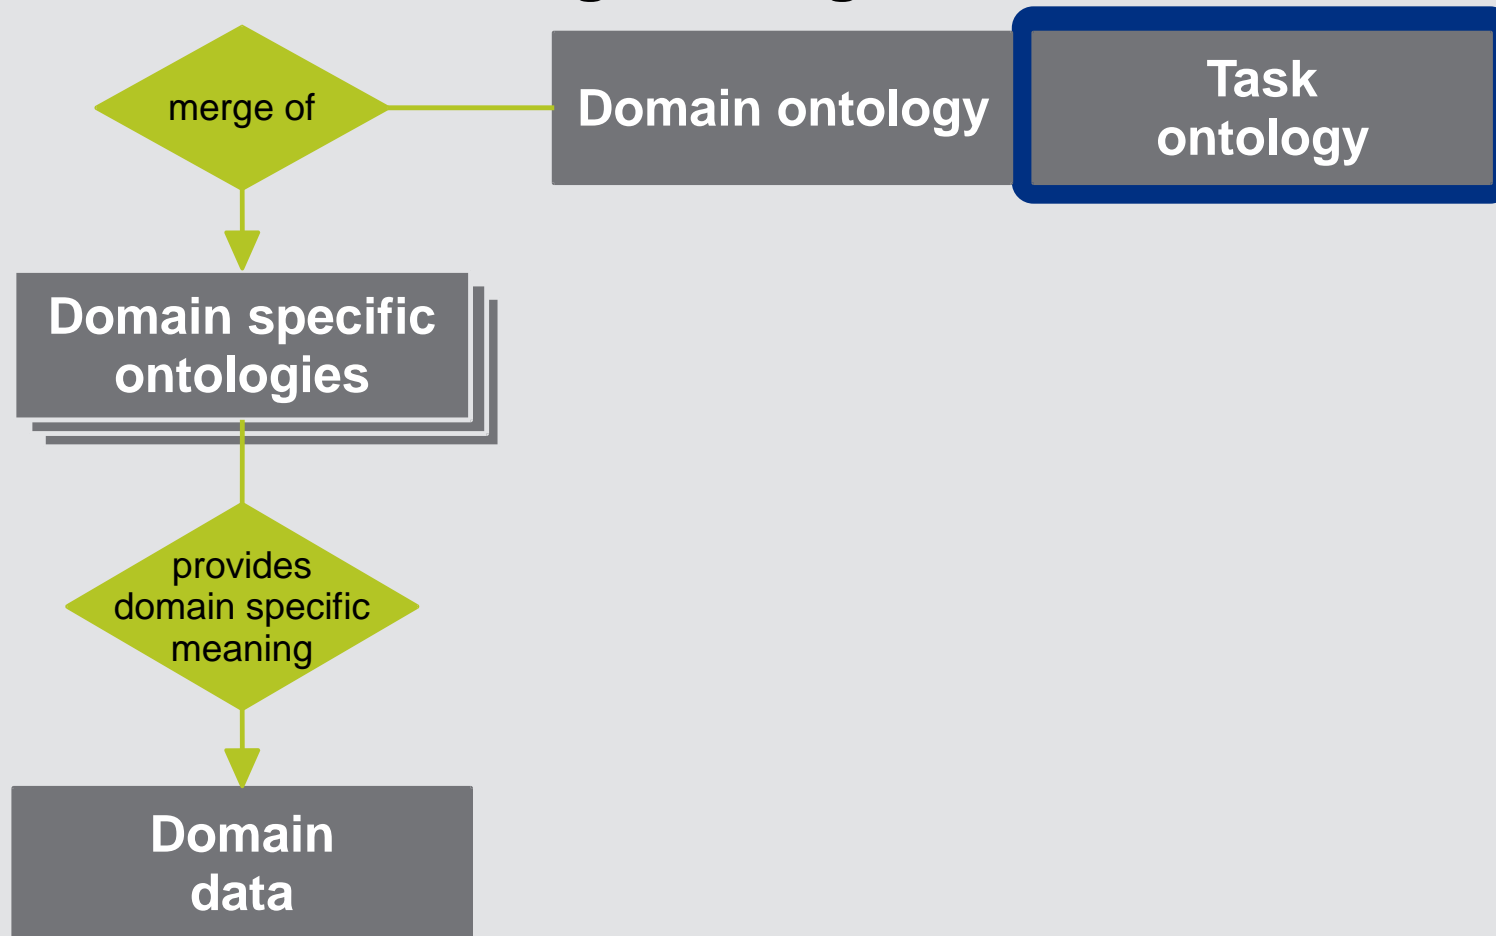 merge of
Domain ontology
Task
ontology
Domain specific
ontologies
provides
domain specific
meaning
Domain
data